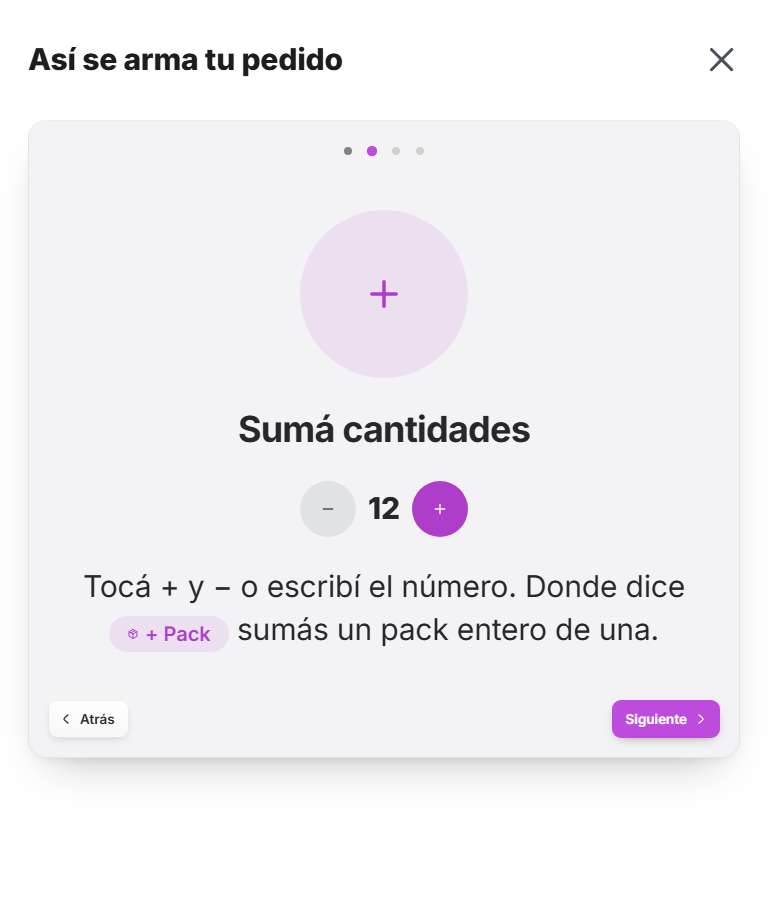 Así se arma tu pedido
Sumá cantidades
− 12 +
Tocá + y − o escribí el número. Donde dice
+ Pack sumás un pack entero de una.
Atrás
Siguiente